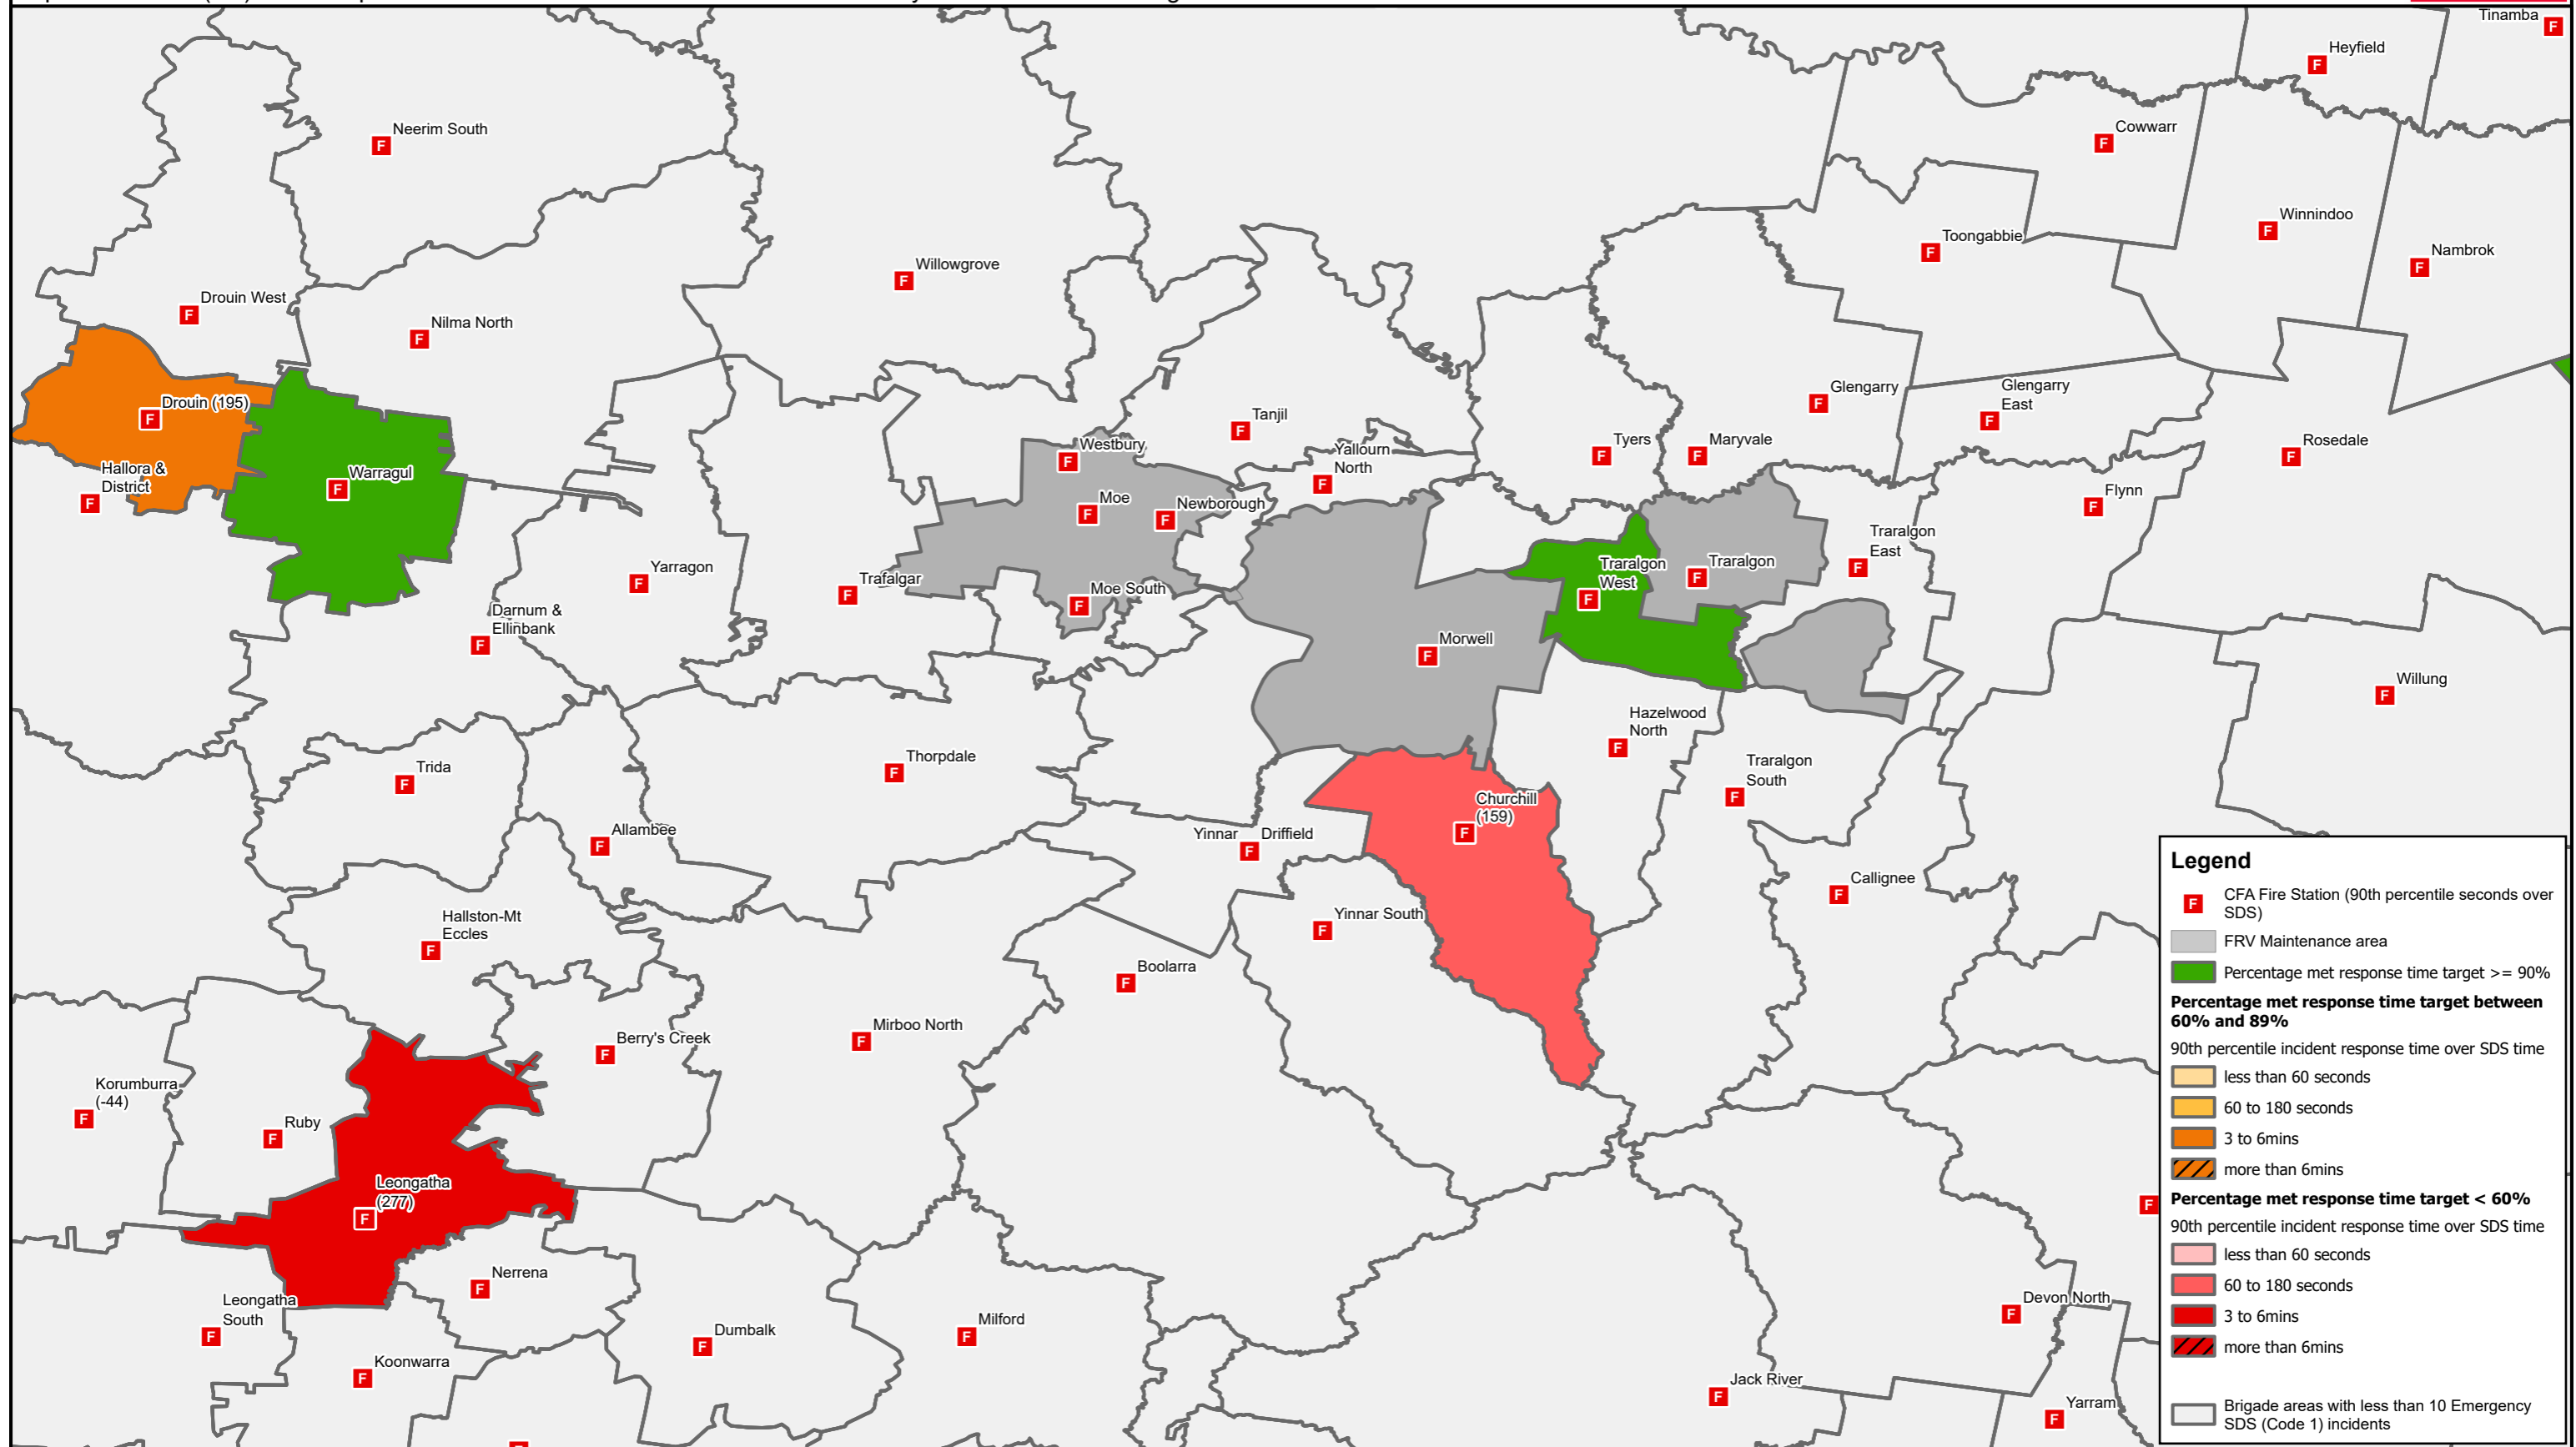 Tinamba
Heyfield
Neerim South
Cowwarr
Winnindoo
Toongabbie
Nambrok
Willowgrove
Drouin West
Nilma North
Glengarry
Glengarry
East
Drouin (195)
Tanjil
Westbury
Yallourn
North
Tyers
Maryvale
Rosedale
Hallora &
District
Warragul
Moe
Newborough
Flynn
Traralgon
East
Traralgon
West
Traralgon
Yarragon
Trafalgar
Moe South
Darnum &
Ellinbank
Morwell
Willung
Hazelwood
North
Thorpdale
Trida
Traralgon
South
Churchill
(159)
Allambee
Yinnar
Driffield
Callignee
Hallston-Mt
Eccles
Yinnar South
Boolarra
Mirboo North
Berry's Creek
Korumburra
(-44)
Ruby
Leongatha
(277)
Nerrena
Leongatha
South
Devon North
Milford
Dumbalk
Koonwarra
Jack River
Yarram
Legend
F CFA Fire Station (90th percentile seconds over
SDS)
FRV Maintenance area
Percentage met response time target >= 90%
Percentage met response time target between
60% and 89%
90th percentile incident response time over SDS time
less than 60 seconds
60 to 180 seconds
3 to 6mins
more than 6mins
Percentage met response time target < 60%
90th percentile incident response time over SDS time
less than 60 seconds
60 to 180 seconds
3 to 6mins
more than 6mins
Brigade areas with less than 10 Emergency
SDS (Code 1) incidents